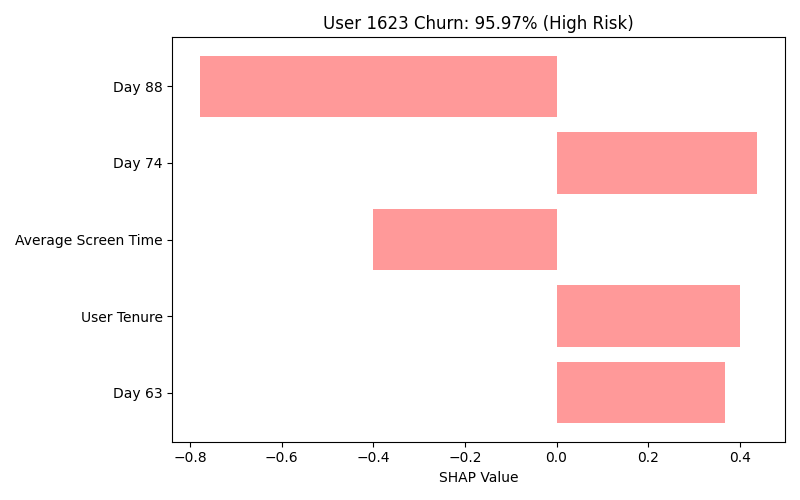 User 1623 Churn: 95.97% (High Risk)
Day 88
Day 74
Average Screen Time
User Tenure
Day 63
−0.8 −0.6 −0.4 −0.2 0.0 0.2 0.4
SHAP Value